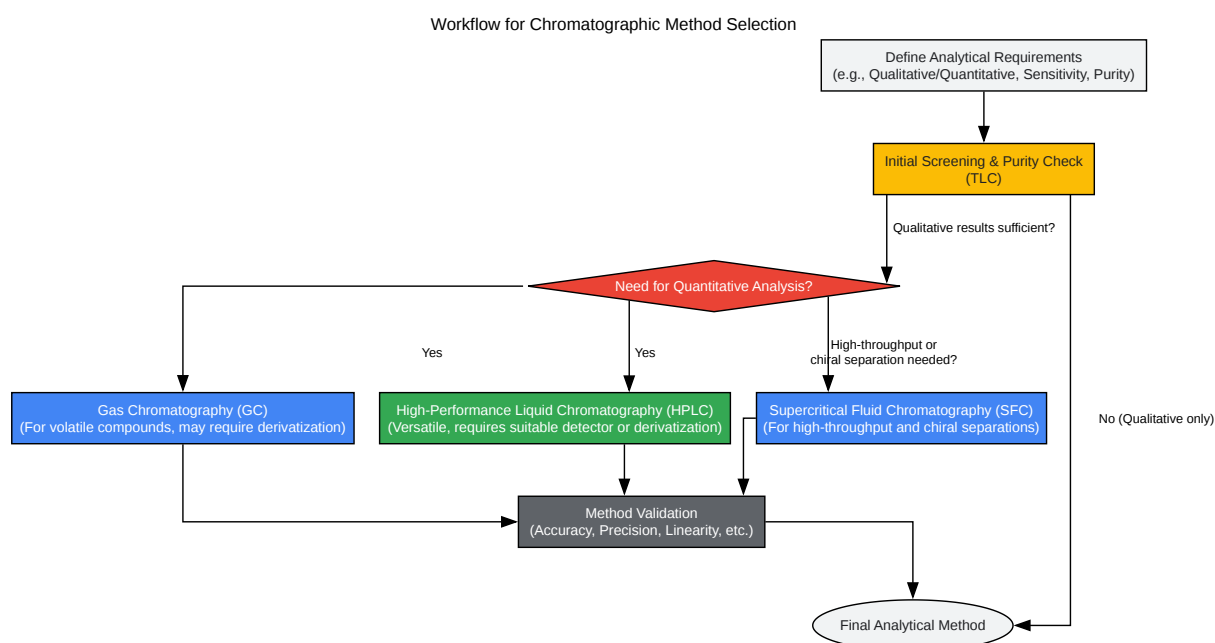 Workflow for Chromatographic Method Selection
Define Analytical Requirements
(e.g., Qualitative/Quantitative, Sensitivity, Purity)
Initial Screening & Purity Check
(TLC)
Qualitative results sufficient?
Need for Quantitative Analysis?
Yes
Yes
High-throughput or
chiral separation needed?
Gas Chromatography (GC)
(For volatile compounds, may require derivatization)
High-Performance Liquid Chromatography (HPLC)
(Versatile, requires suitable detector or derivatization)
Supercritical Fluid Chromatography (SFC)
(For high-throughput and chiral separations)
No (Qualitative only)
Method Validation
(Accuracy, Precision, Linearity, etc.)
Final Analytical Method